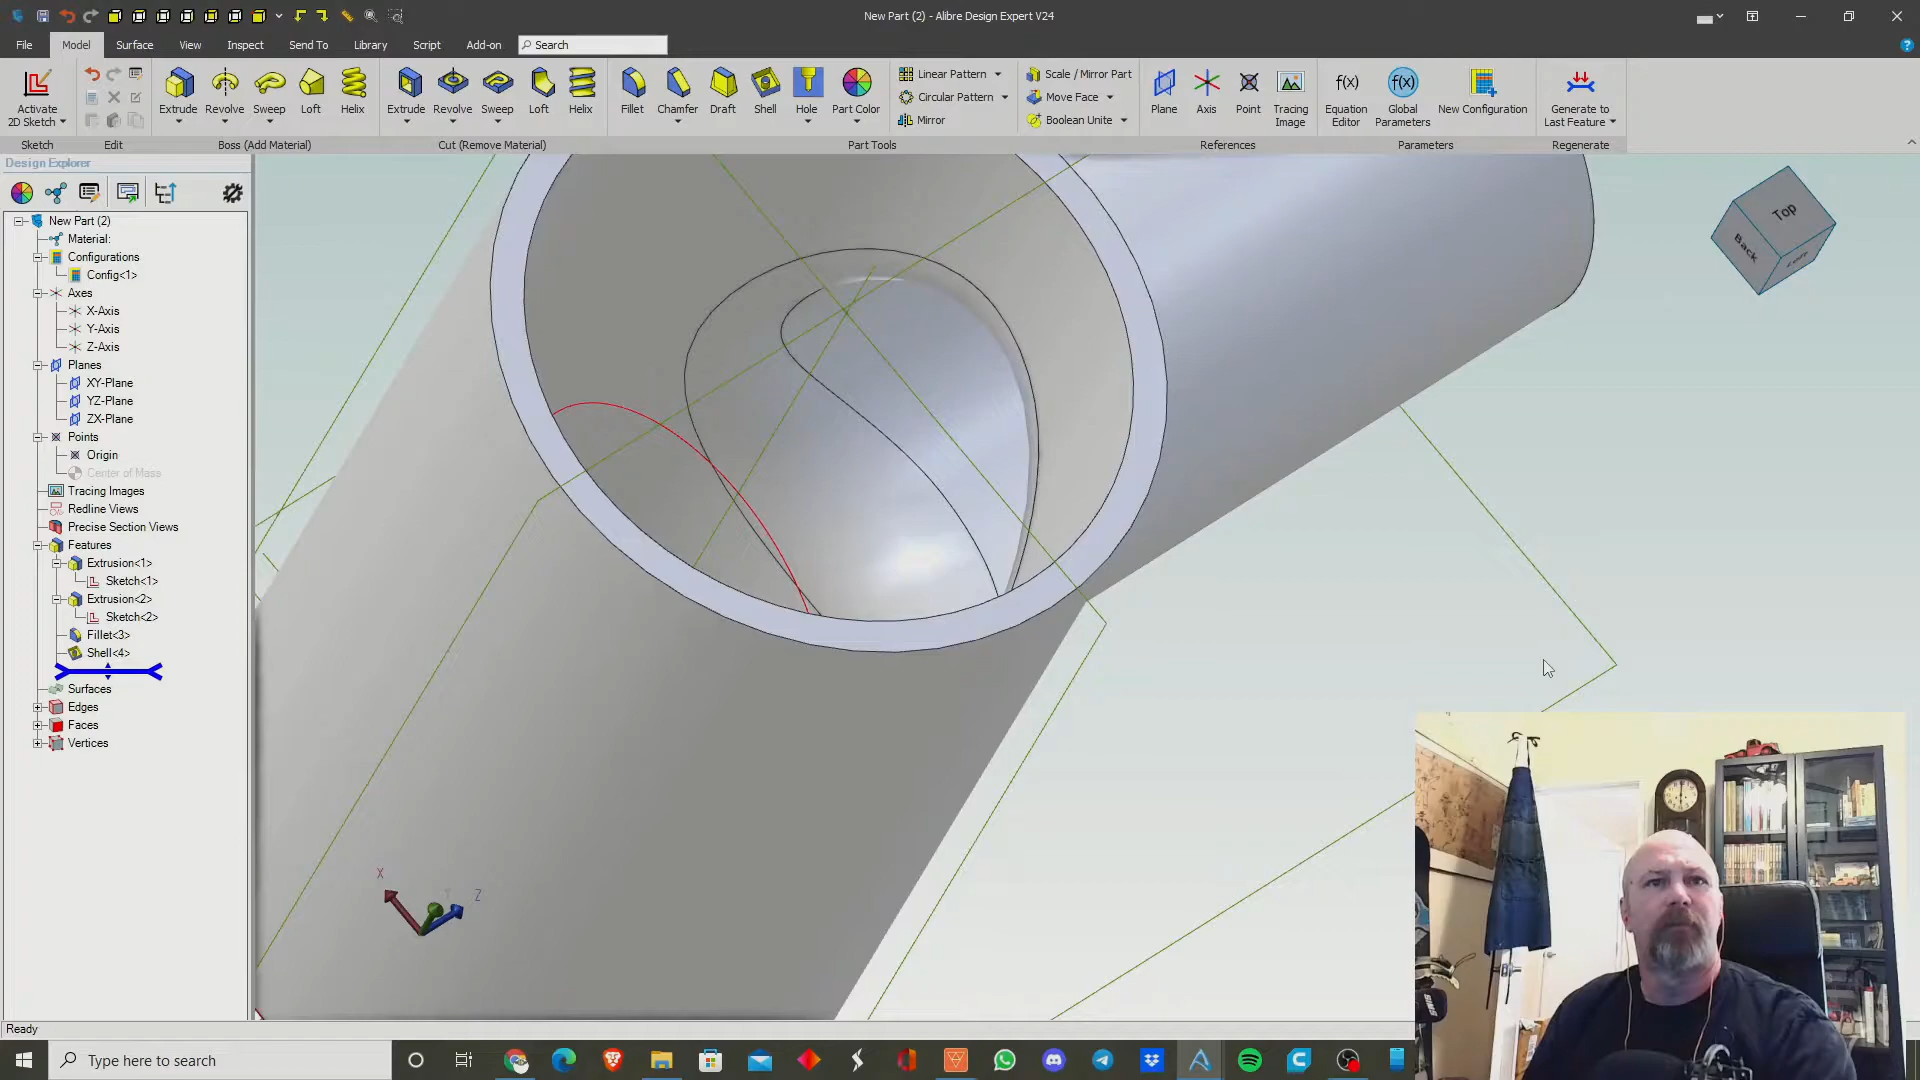 New Part (2) - Alibre Design Expert V24
File Model Surface View Inspect Send To Library Script Add-on Search
Activate 2D Sketch
Extrude Revolve Sweep Loft Helix
Extrude Revolve Sweep Loft Helix
Fillet Chamfer Draft Shell Hole Part Color
Linear Pattern
Circular Pattern
Mirror
Scale / Mirror Part
Move Face
Boolean Unite
Plane Axis Point Tracing Image
f(x) Equation Editor
f(x) Global Parameters
New Configuration
Generate to Last Feature
Sketch Edit Boss (Add Material) Cut (Remove Material) Part Tools References Parameters Regenerate
Design Explorer
New Part (2)
Material:
Configurations
Config<1>
Axes
X-Axis
Y-Axis
Z-Axis
Planes
XY-Plane
YZ-Plane
ZX-Plane
Points
Origin
Center of Mass
Tracing Images
Redline Views
Precise Section Views
Features
Extrusion<1>
Sketch<1>
Extrusion<2>
Sketch<2>
Fillet<3>
Shell<4>
Surfaces
Edges
Faces
Vertices
Top
Back
X
Z
Ready
Type here to search